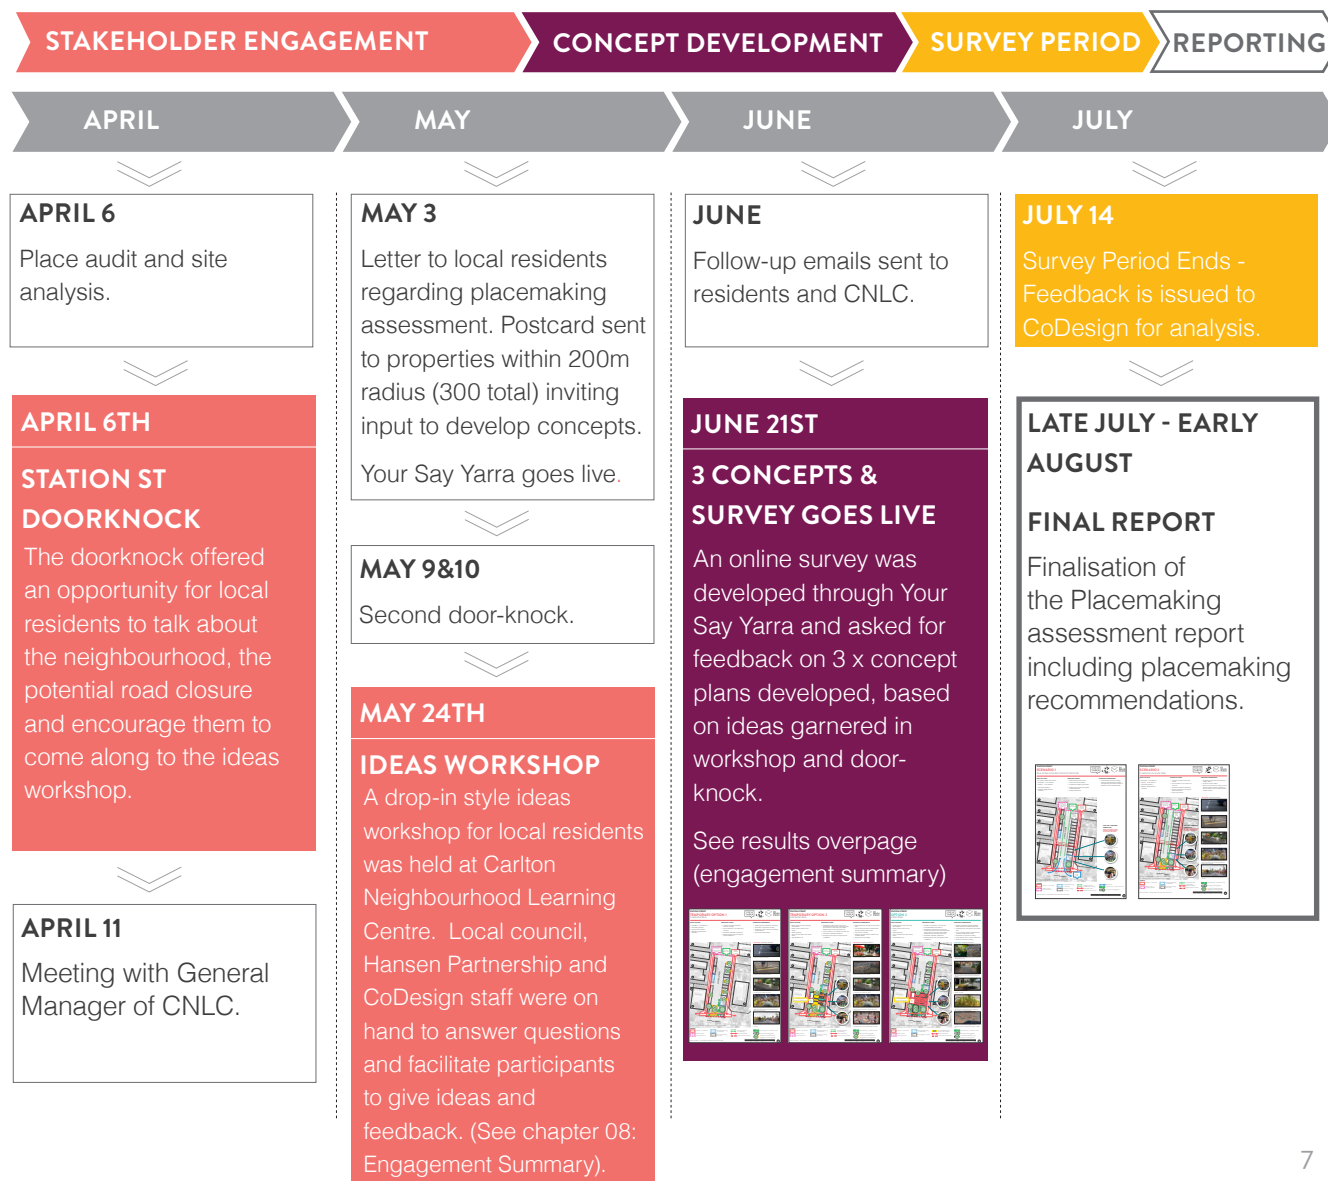 STAKEHOLDER ENGAGEMENT
CONCEPT DEVELOPMENT
SURVEY PERIOD
REPORTING
APRIL
MAY
JUNE
JULY
APRIL 6
Place audit and site
analysis.
APRIL 6TH
STATION ST
DOORKNOCK
The doorknock offered
an opportunity for local
residents to talk about
the neighbourhood, the
potential road closure
and encourage them to
come along to the ideas
workshop.
APRIL 11
Meeting with General
Manager of CNLC.
MAY 3
Letter to local residents
regarding placemaking
assessment. Postcard sent
to properties within 200m
radius (300 total) inviting
input to develop concepts.
Your Say Yarra goes live.
MAY 9&10
Second door-knock.
MAY 24TH
IDEAS WORKSHOP
A drop-in style ideas
workshop for local residents
was held at Carlton
Neighbourhood Learning
Centre.  Local council,
Hansen Partnership and
CoDesign staff were on
hand to answer questions
and facilitate participants
to give ideas and
feedback. (See chapter 08:
Engagement Summary).
JUNE
Follow-up emails sent to
residents and CNLC.
JUNE 21ST
3 CONCEPTS &
SURVEY GOES LIVE
An online survey was
developed through Your
Say Yarra and asked for
feedback on 3 x concept
plans developed, based
on ideas garnered in
workshop and door-
knock.
See results overpage
(engagement summary)
JULY 14
Survey Period Ends -
Feedback is issued to
CoDesign for analysis.
LATE JULY - EARLY
AUGUST
FINAL REPORT
Finalisation of
the Placemaking
assessment report
including placemaking
recommendations.
7